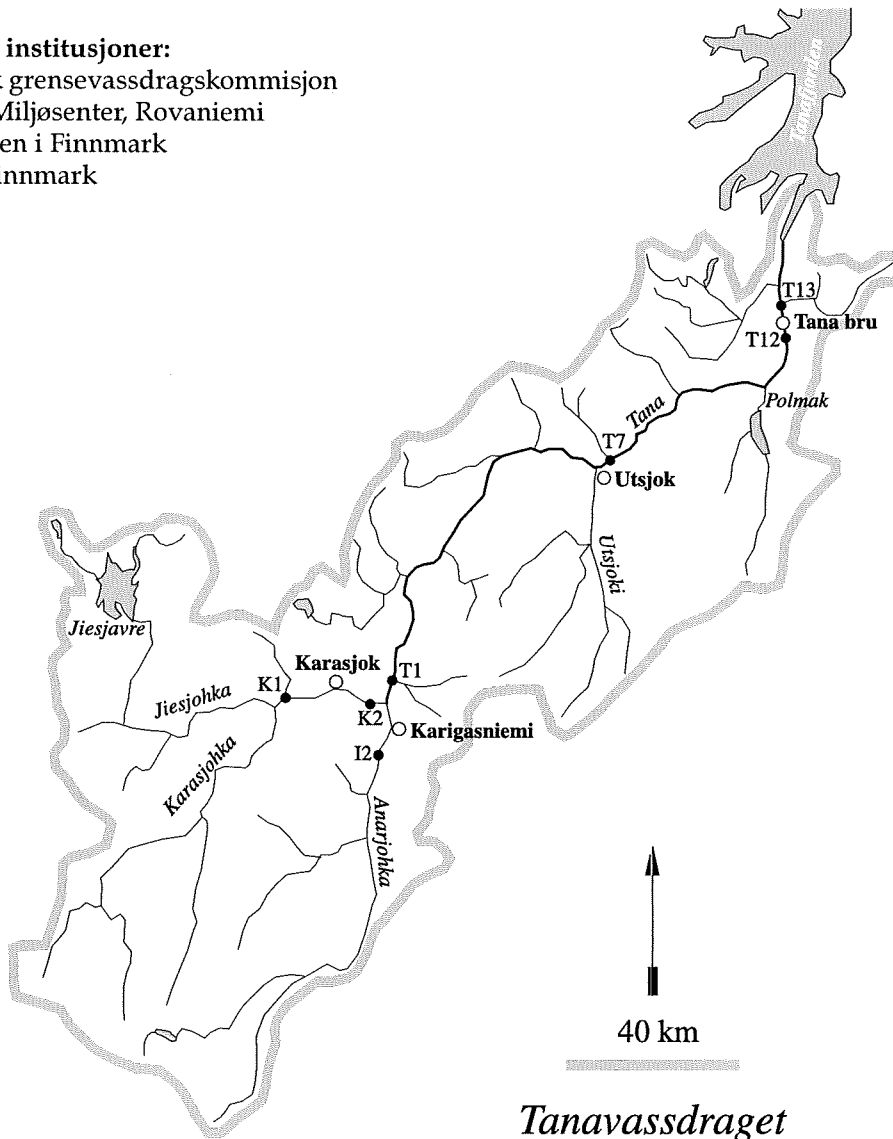 institusjoner:
grensevassdragskommisjon
Miljøsenter, Rovaniemi
en i Finnmark
innmark
Tanafjorden
T13
Tana bru
T12
Polmak
Tana
T7
Utsjok
Utsjoki
Jiesjavre
Karasjok
T1
K1
Jiesjohka
K2
Karigasniemi
Karasjohka
I2
Anarjohka
40 km
Tanavassdraget